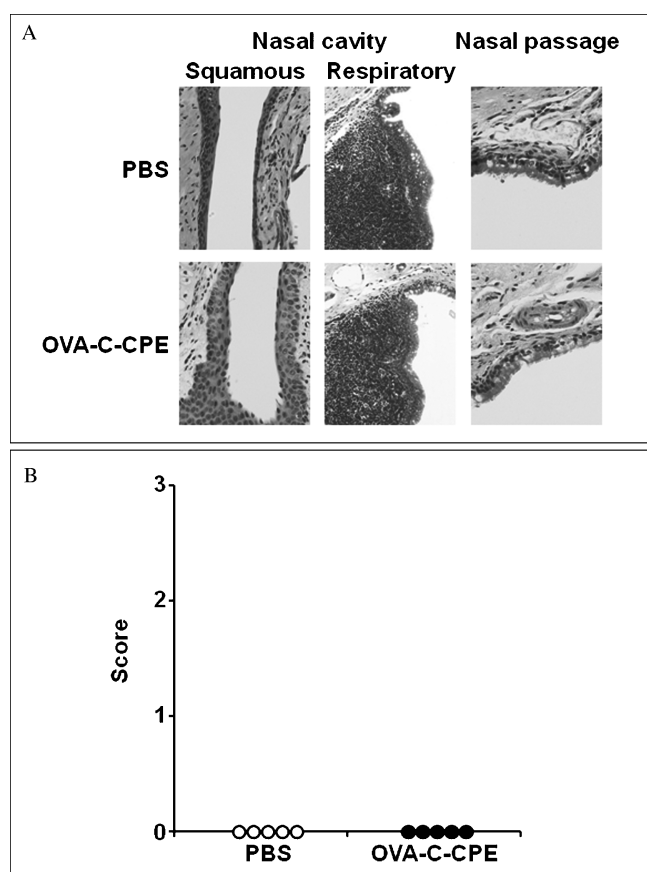 A
Nasal cavity Nasal passage
Squamous Respiratory
PBS
OVA-C-CPE
B
3
2
1
0
Score
PBS OVA-C-CPE